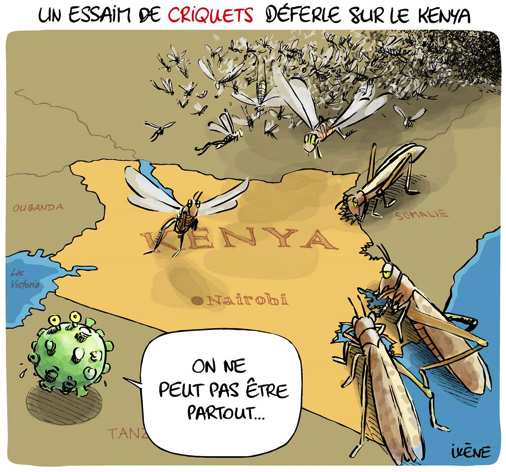 UN ESSAIM DE CRIQUETS DÉFERLE SUR LE KENYA
OUGANDA
SOMALIE
KENYA
Lac
Victoria
Nairobi
ON NE
PEUT PAS ÊTRE
PARTOUT...
TANZ
iXÈNE